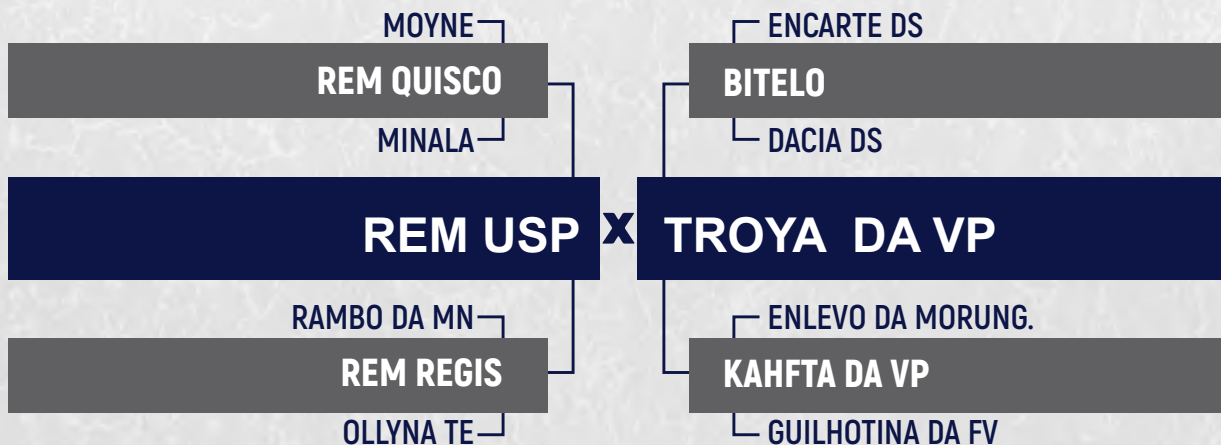 MOYNE
REM QUISCO
MINALA
REM USP
RAMBO DA MN
REM REGIS
OLLYNA TE
X
ENCARTE DS
BITELO
DACIA DS
TROYA DA VP
ENLEVO DA MORUNG.
KAHFTA DA VP
GUILHOTINA DA FV